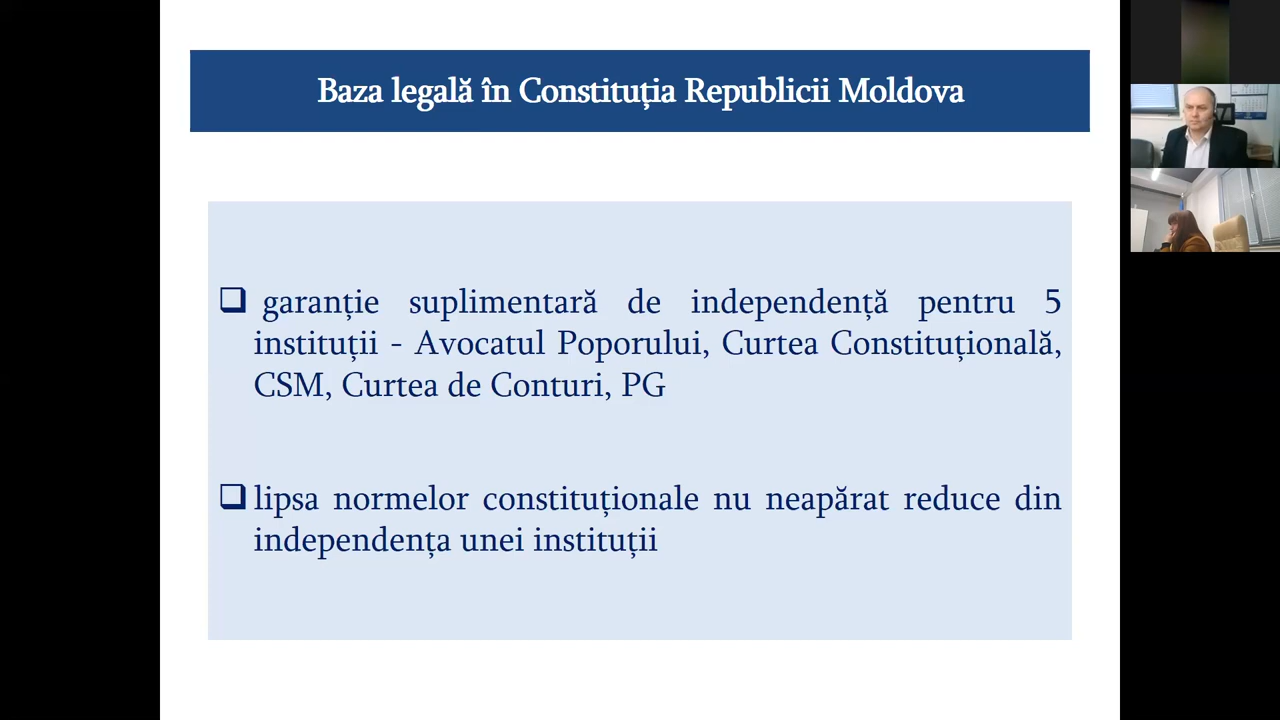 Baza legală în Constituția Republicii Moldova
❑ garanție suplimentară de independență pentru 5
instituții - Avocatul Poporului, Curtea Constituțională,
CSM, Curtea de Conturi, PG
❑ lipsa normelor constituționale nu neapărat reduce din
independența unei instituții